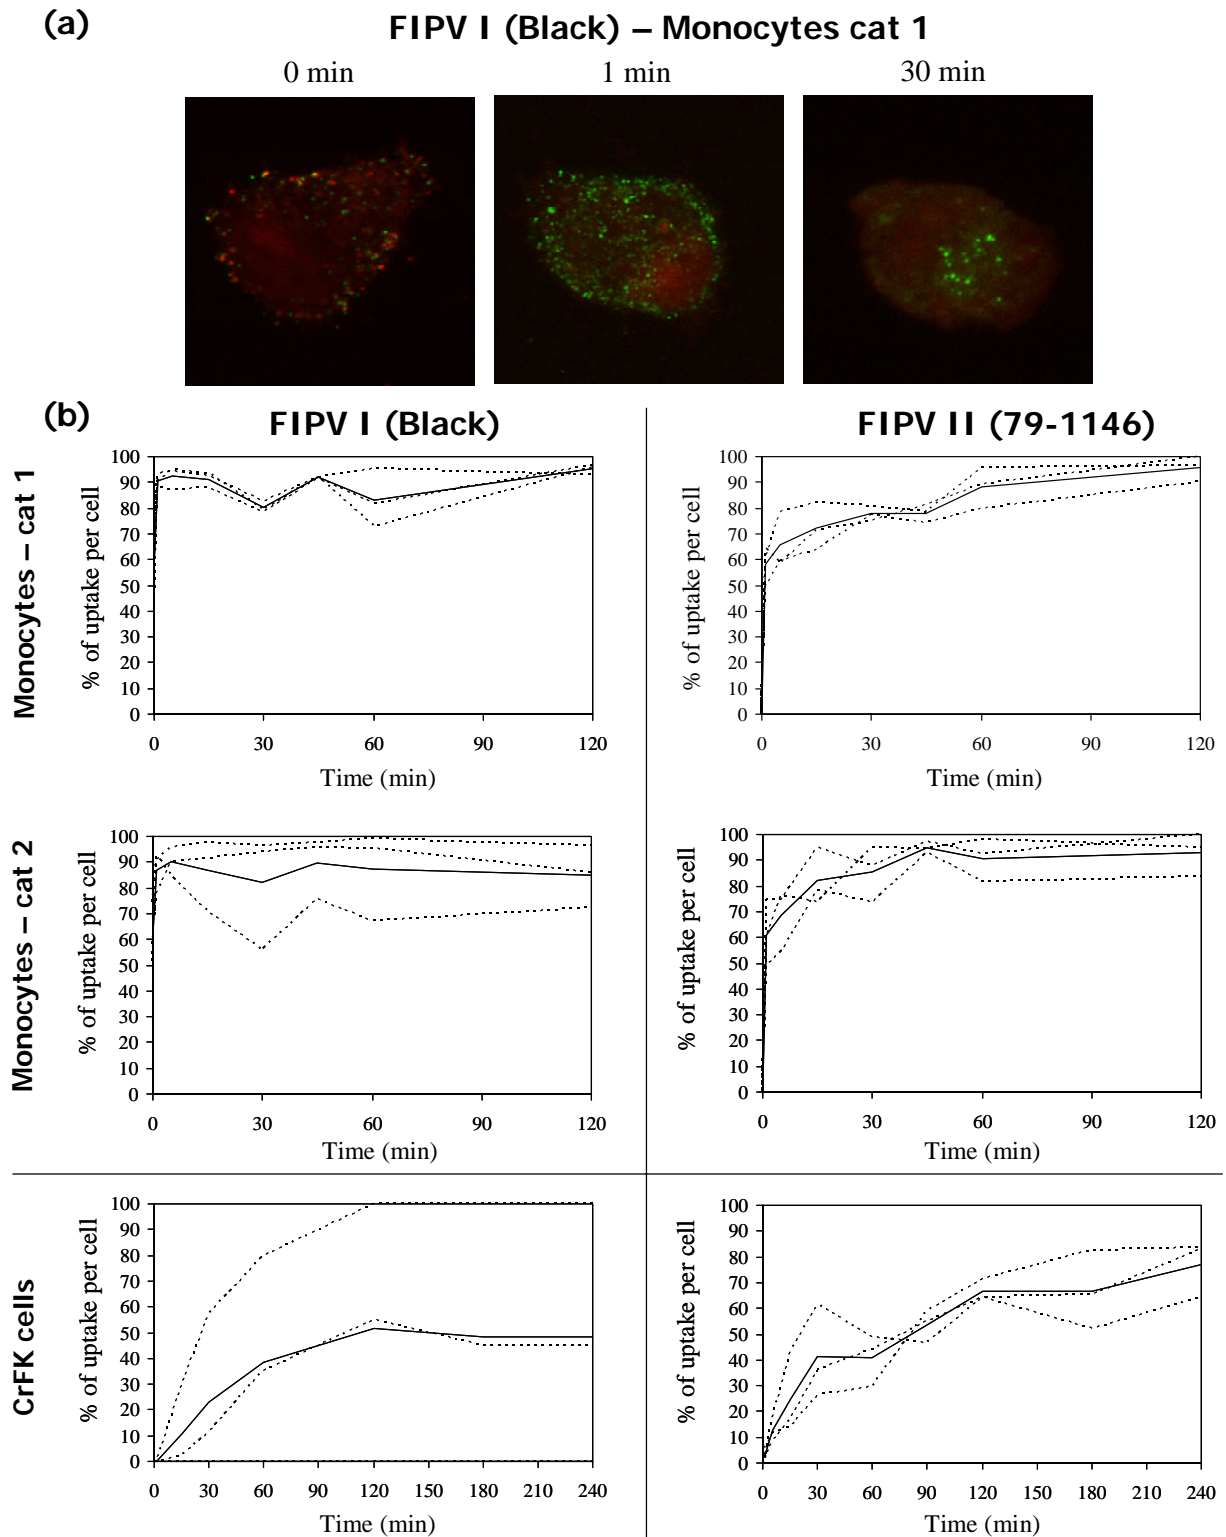 (a)
FIPV I (Black) – Monocytes cat 1
0 min
1 min
30 min
(b)
FIPV I (Black)
FIPV II (79-1146)
Monocytes – cat 1
% of uptake per cell
100
90
80
70
60
50
40
30
20
10
0
0 30 60 90 120
Time (min)
% of uptake per cell
100
90
80
70
60
50
40
30
20
10
0
0 30 60 90 120
Time (min)
Monocytes – cat 2
% of uptake per cell
100
90
80
70
60
50
40
30
20
10
0
0 30 60 90 120
Time (min)
% of uptake per cell
100
90
80
70
60
50
40
30
20
10
0
0 30 60 90 120
Time (min)
CrFK cells
% of uptake per cell
100
90
80
70
60
50
40
30
20
10
0
0 30 60 90 120 150 180 210 240
Time (min)
% of uptake per cell
100
90
80
70
60
50
40
30
20
10
0
0 30 60 90 120 150 180 210 240
Time (min)